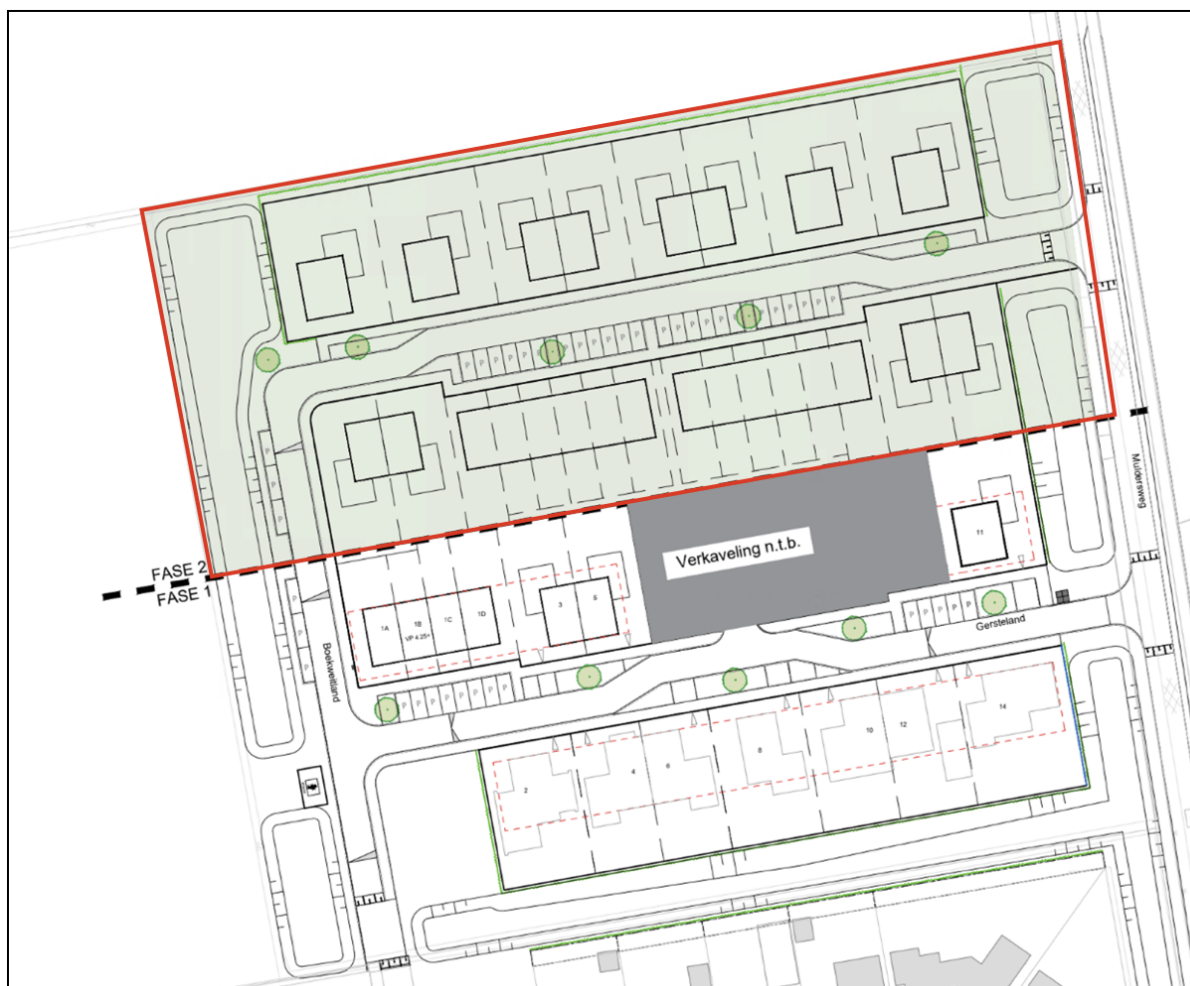 FASE 2
FASE 1
Verkaveling n.t.b.
Muldersweg
Boekweitland
Gersteland
1A
1B
VP 4.25+
1C
1D
3
5
11
2
4
6
8
10
12
14
P P P P P P P P P P P P P P P P P P P P P P P
P
P
P
P
P
P
P P P P P P P P
P P P P P